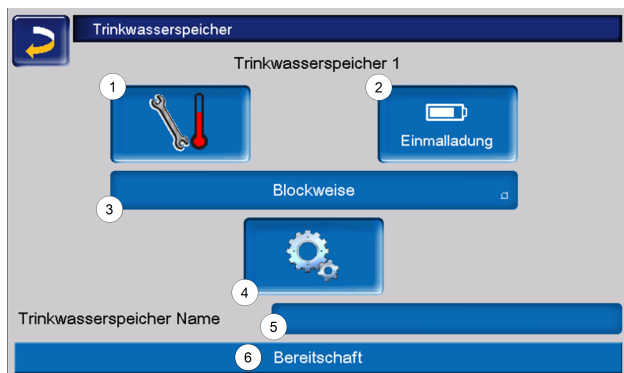 Trinkwasserspeicher
Trinkwasserspeicher 1
1
2
Einmalladung
Blockweise
3
4
Trinkwasserspeicher Name
5
6 Bereitschaft